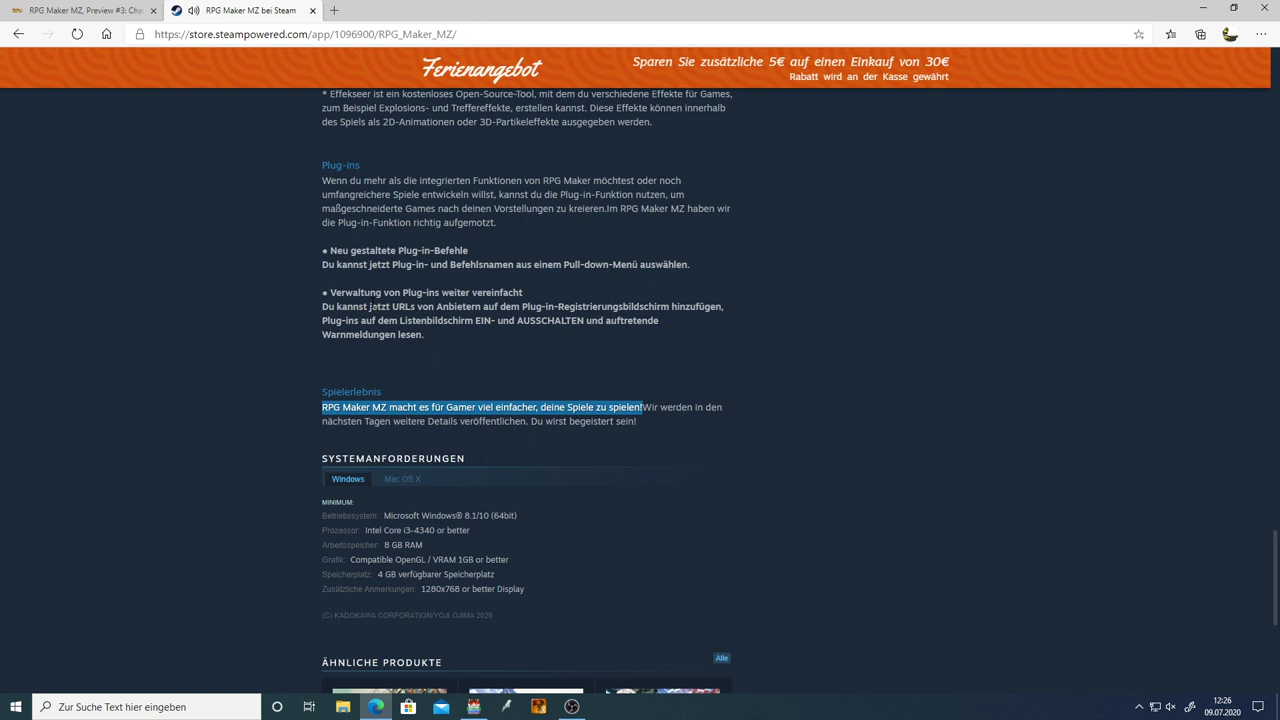 RPG Maker MZ, Preview #3: Cha
RPG Maker MZ bei Steam
https://store.steampowered.com/app/1096900/RPG_Maker_MZ/
Ferienangebot
Sparen Sie zusätzliche 5€ auf einen Einkauf von 30€
Rabatt wird an der Kasse gewährt
* Effekseer ist ein kostenloses Open-Source-Tool, mit dem du verschiedene Effekte für Games,
zum Beispiel Explosions- und Treffereffekte, erstellen kannst. Diese Effekte können innerhalb
des Spiels als 2D-Animationen oder 3D-Partikeleffekte ausgegeben werden.
Plug-ins
Wenn du mehr als die integrierten Funktionen von RPG Maker möchtest oder noch
umfangreichere Spiele entwickeln willst, kannst du die Plug-in-Funktion nutzen, um
maßgeschneiderte Games nach deinen Vorstellungen zu kreieren.Im RPG Maker MZ haben wir
die Plug-in-Funktion richtig aufgemotzt.
● Neu gestaltete Plug-in-Befehle
Du kannst jetzt Plug-in- und Befehlsnamen aus einem Pull-down-Menü auswählen.
● Verwaltung von Plug-ins weiter vereinfacht
Du kannst jetzt URLs von Anbietern auf dem Plug-in-Registrierungsbildschirm hinzufügen,
Plug-ins auf dem Listenbildschirm EIN- und AUSSCHALTEN und auftretende
Warnmeldungen lesen.
Spielerlebnis
RPG Maker MZ macht es für Gamer viel einfacher, deine Spiele zu spielen!Wir werden in den
nächsten Tagen weitere Details veröffentlichen. Du wirst begeistert sein!
SYSTEMANFORDERUNGEN
Windows Mac OS X
MINIMUM:
Betriebssystem: Microsoft Windows® 8.1/10 (64bit)
Prozessor: Intel Core i3-4340 or better
Arbeitsspeicher: 8 GB RAM
Grafik: Compatible OpenGL / VRAM 1GB or better
Speicherplatz: 4 GB verfügbarer Speicherplatz
Zusätzliche Anmerkungen: 1280x768 or better Display
(C) KADOKAWA CORPORATION/YOJI OJIMA 2020
ÄHNLICHE PRODUKTE
Alle
Zur Suche Text hier eingeben
12:26
09.07.2020